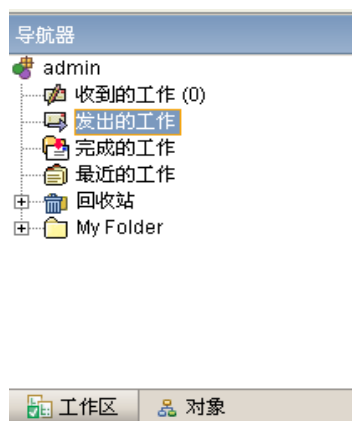 导航器
admin
收到的工作 (0)
发出的工作
完成的工作
最近的工作
回收站
My Folder
工作区 对象